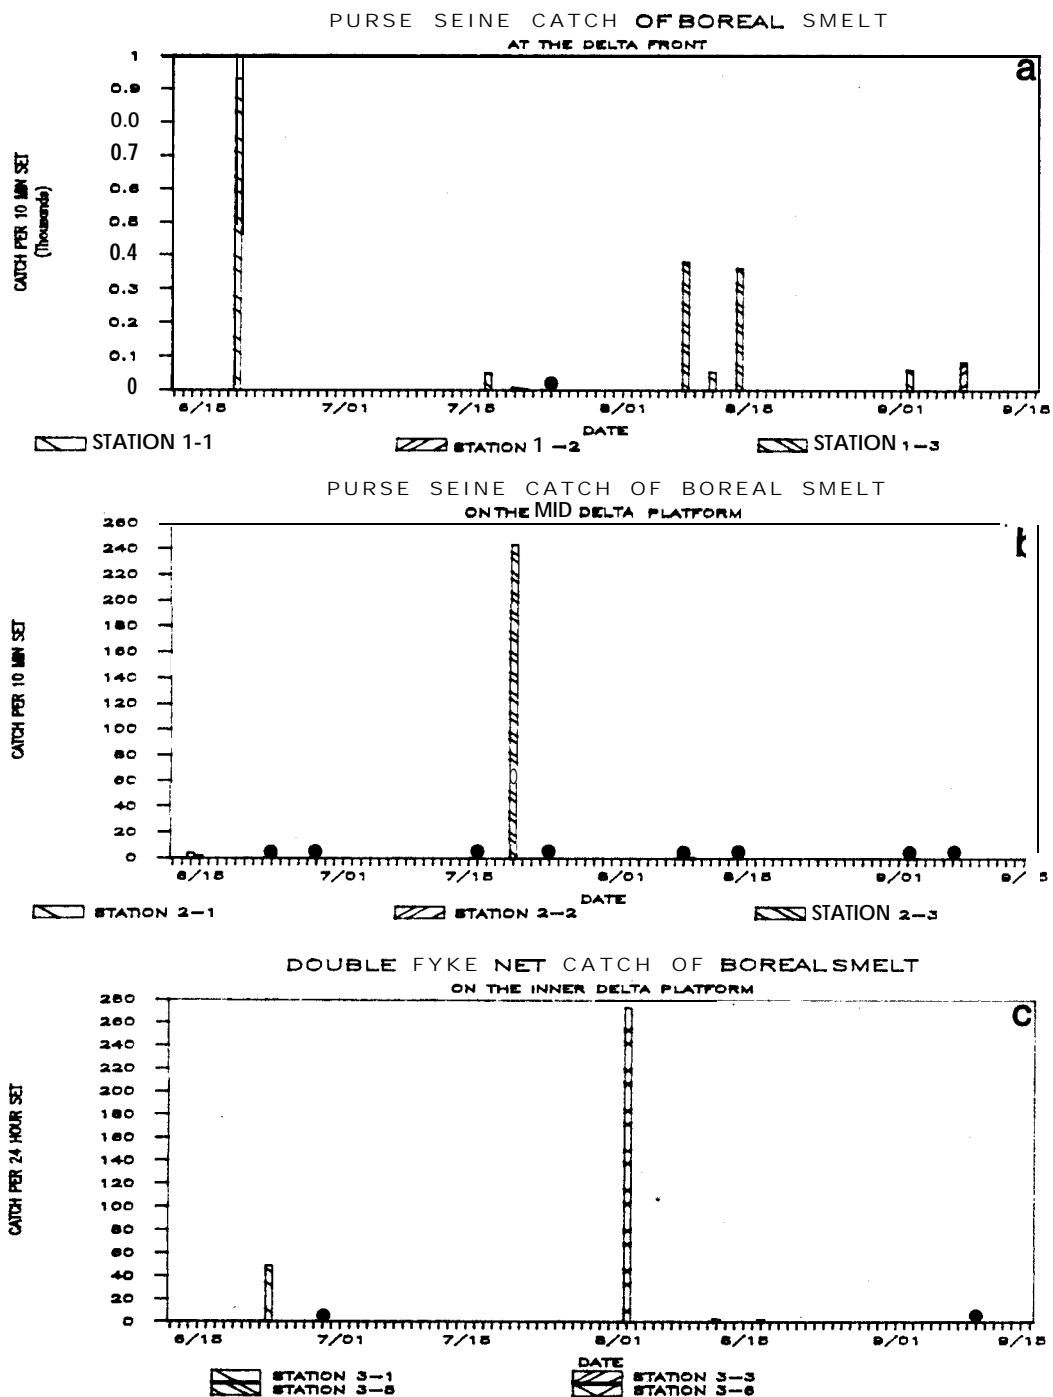 PURSE SEINE CATCH OF BOREAL SMELT
AT THE DELTA FRONT
a
CATCH PER 10 MIN SET
(Thousands)
1
0.9
0.0
0.7
0.6
0.5
0.4
0.3
0.2
0.1
0
6/15 7/01 7/15 8/01 8/15 9/01 9/15
DATE
STATION 1-1 STATION 1-2 STATION 1-3
PURSE SEINE CATCH OF BOREAL SMELT
ON THE MID DELTA PLATFORM
b
CATCH PER 10 MIN SET
260
240
220
200
180
160
140
120
100
80
60
40
20
0
6/15 7/01 7/15 8/01 8/15 9/01 9/ 5
DATE
STATION 2-1 STATION 2-2 STATION 2-3
DOUBLE FYKE NET CATCH OF BOREAL SMELT
ON THE INNER DELTA PLATFORM
c
CATCH PER 24 HOUR SET
280
260
240
220
200
180
160
140
120
100
80
60
40
20
0
6/15 7/01 7/15 8/01 8/15 9/01 9/15
DATE
STATION 3-1 STATION 3-3
STATION 3-5 STATION 3-6